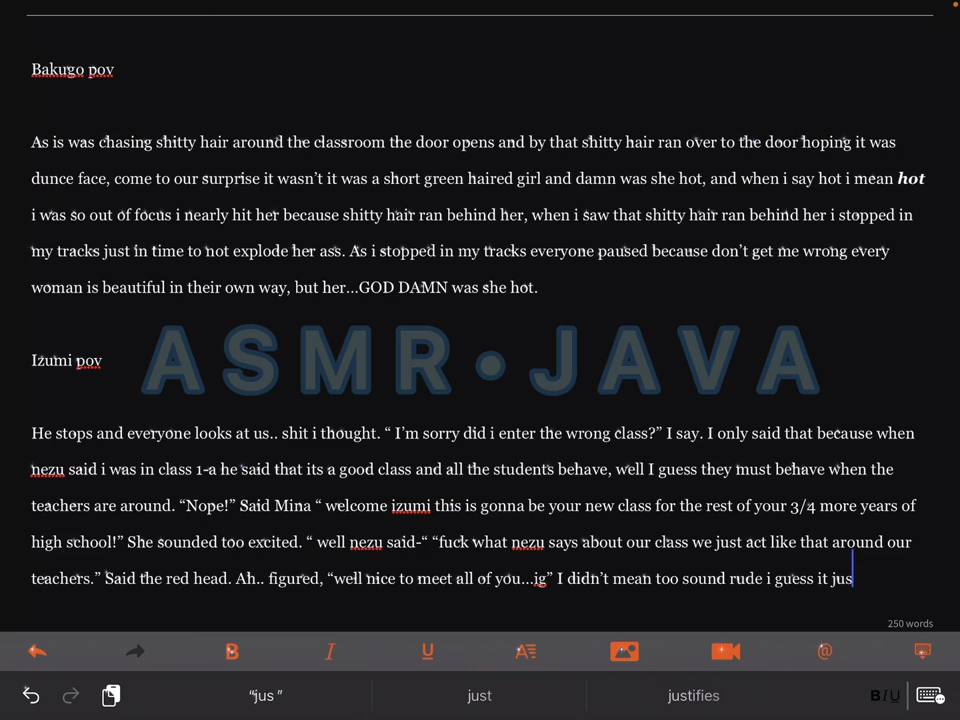 Bakugo pov
As is was chasing shitty hair around the classroom the door opens and by that shitty hair ran over to the door hoping it was
dunce face, come to our surprise it wasn’t it was a short green haired girl and damn was she hot, and when i say hot i mean hot
i was so out of focus i nearly hit her because shitty hair ran behind her, when i saw that shitty hair ran behind her i stopped in
my tracks just in time to not explode her ass. As i stopped in my tracks everyone paused because don’t get me wrong every
woman is beautiful in their own way, but her...GOD DAMN was she hot.
ASMR•JAVA
Izumi pov
He stops and everyone looks at us.. shit i thought. “ I’m sorry did i enter the wrong class?” I say. I only said that because when
nezu said i was in class 1-a he said that its a good class and all the students behave, well I guess they must behave when the
teachers are around. “Nope!” Said Mina “ welcome izumi this is gonna be your new class for the rest of your 3/4 more years of
high school!” She sounded too excited. “ well nezu said-“ “fuck what nezu says about our class we just act like that around our
teachers.” Said the red head. Ah.. figured, “well nice to meet all of you...ig” I didn’t mean too sound rude i guess it jus
250 words
B I U A @
“jus” just justifies B I U